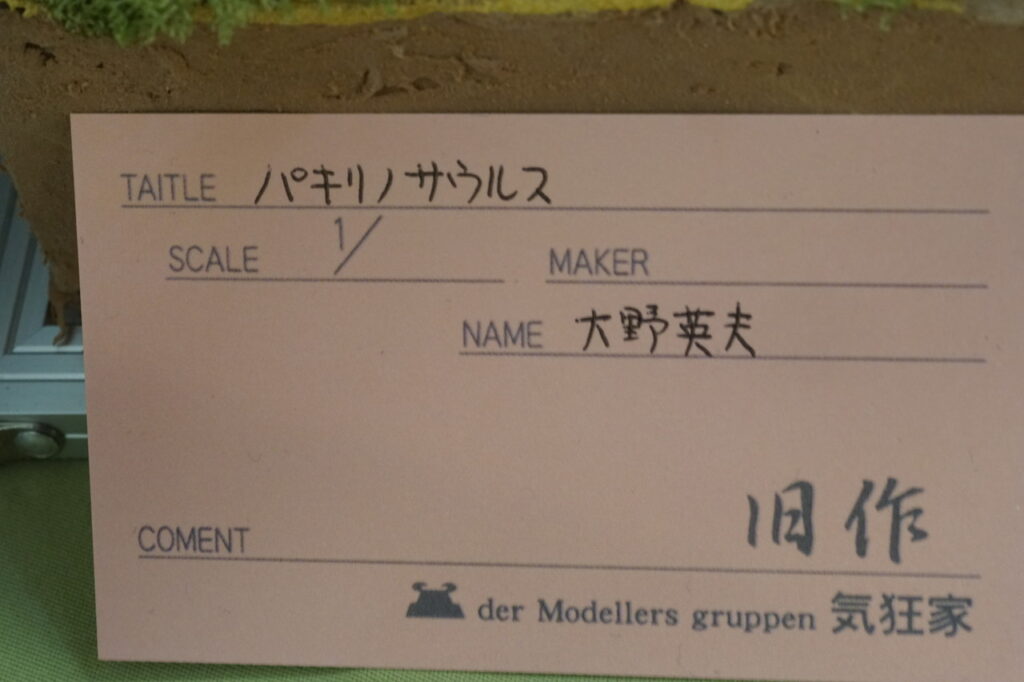 TAITLE パキリノサウルス
SCALE 1/ MAKER
NAME 大野英夫
旧作
COMENT
der Modellers gruppen 気狂家